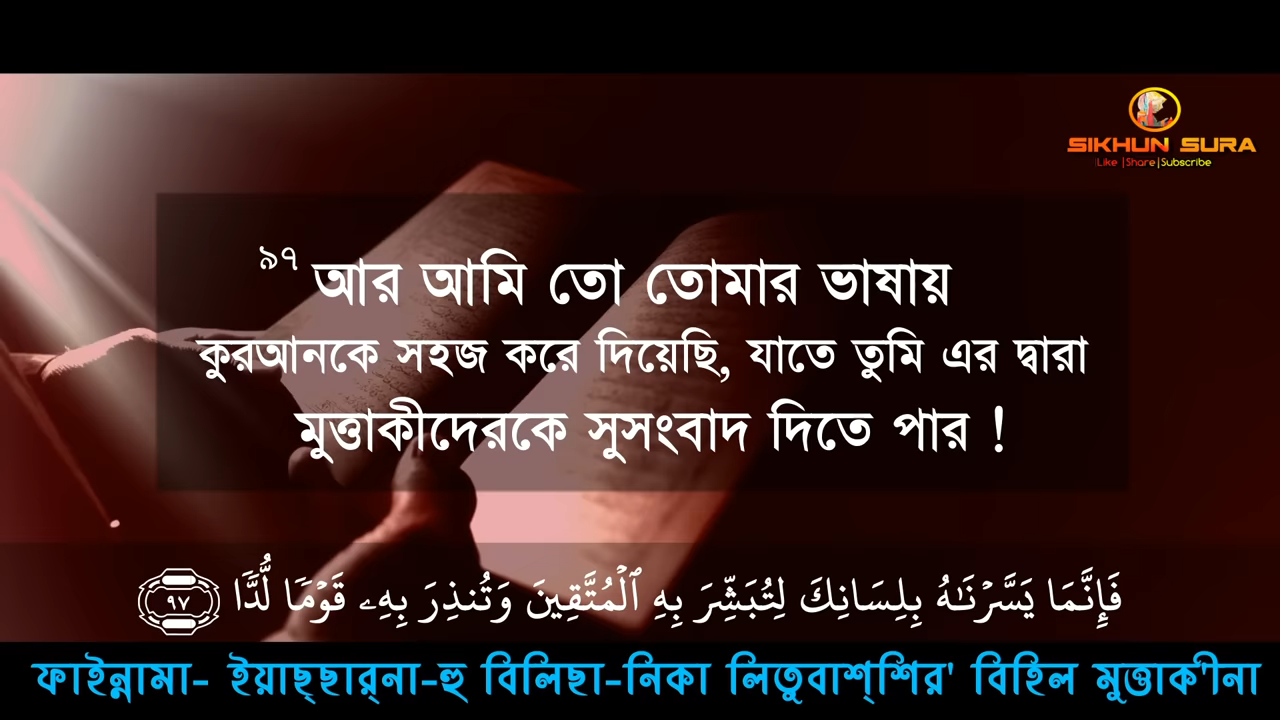 SIKHUN SURA
Like |Share|Subscribe
৯৭ আর আমি তো তোমার ভাষায়
কুরআনকে সহজ করে দিয়েছি, যাতে তুমি এর দ্বারা
মুত্তাকীদেরকে সুসংবাদ দিতে পার !
فَإِنَّمَا يَسَّرْنَـٰهُ بِلِسَانِكَ لِتُبَشِّرَ بِهِ ٱلْمُتَّقِينَ وَتُنذِرَ بِهِۦ قَوْمًا لُّدًّا ٩٧
ফাইন্নামা- ইয়াছ্ছার্‌না-হু বিলিছা-নিকা লিতুবাশ্শির' বিহিল মুত্তাক'ীনা